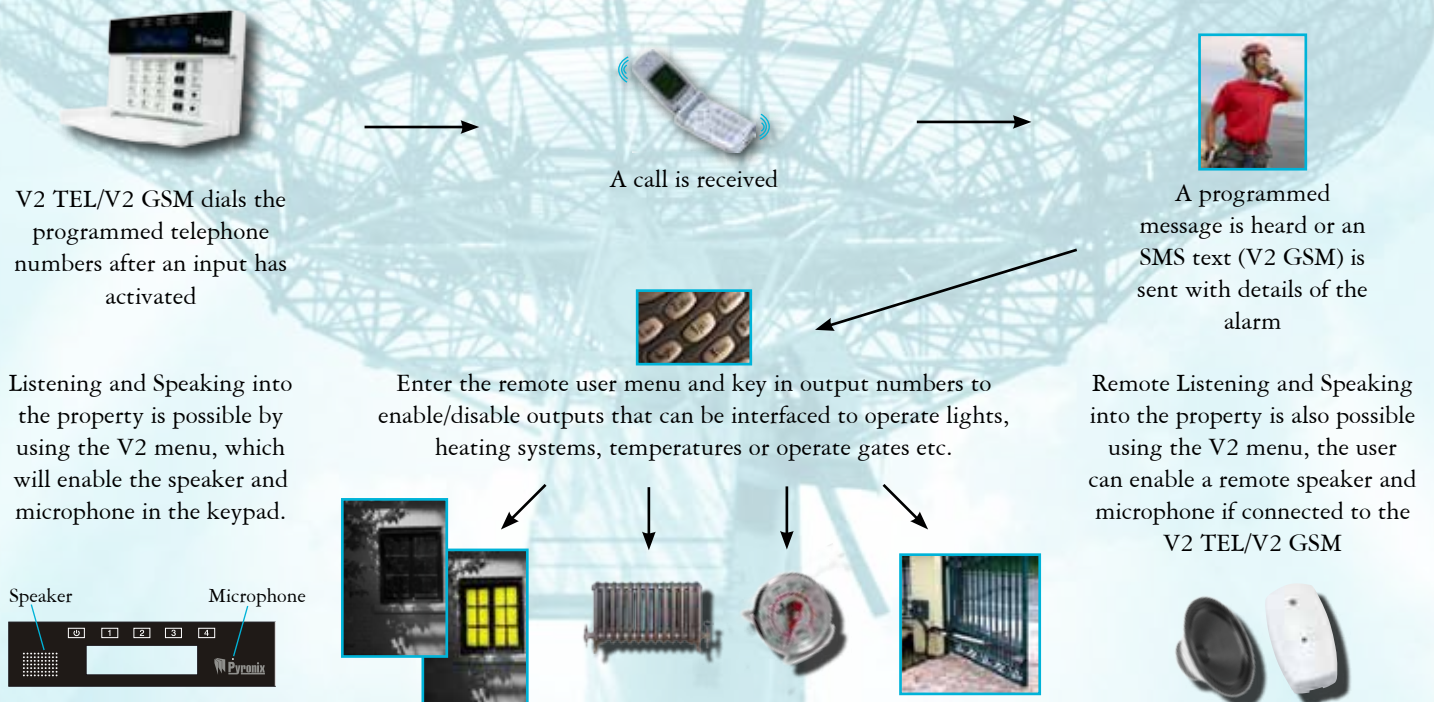 Pyronix
V2 TEL/V2 GSM dials the
programmed telephone
numbers after an input has
activated
A call is received
A programmed
message is heard or an
SMS text (V2 GSM) is
sent with details of the
alarm
Listening and Speaking into
the property is possible by
using the V2 menu, which
will enable the speaker and
microphone in the keypad.
Enter the remote user menu and key in output numbers to
enable/disable outputs that can be interfaced to operate lights,
heating systems, temperatures or operate gates etc.
Remote Listening and Speaking
into the property is also possible
using the V2 menu, the user
can enable a remote speaker and
microphone if connected to the
V2 TEL/V2 GSM
Speaker
Microphone
1 2 3 4
Pyronix